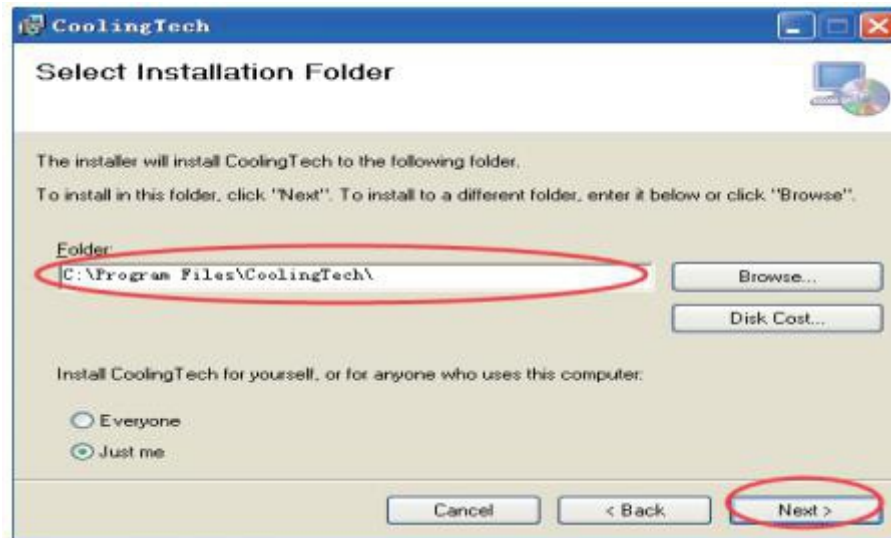 CoolingTech
Select Installation Folder
The installer will install CoolingTech to the following folder.
To install in this folder, click "Next". To install to a different folder, enter it below or click "Browse".
Folder:
C:\Program Files\CoolingTech\
Browse...
Disk Cost...
Install CoolingTech for yourself, or for anyone who uses this computer:
Everyone
Just me
Cancel
< Back
Next >